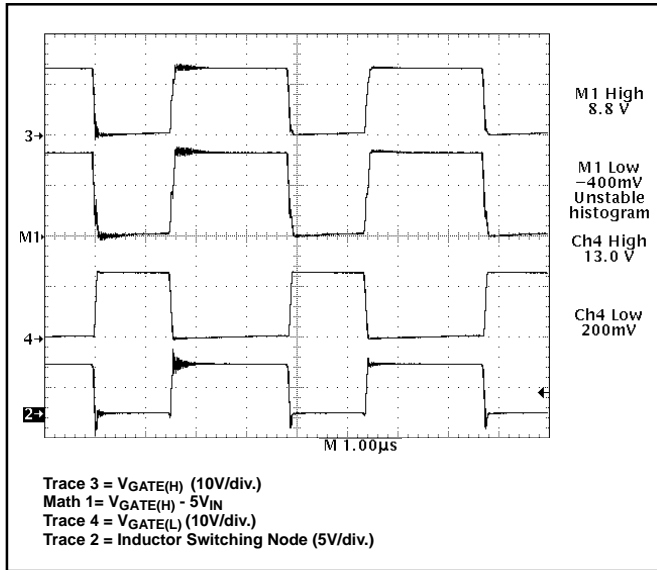 3
M1
4
2
M1 High
8.8 V
M1 Low
−400mV
Unstable
histogram
Ch4 High
13.0 V
Ch4 Low
200mV
M 1.00µs
Trace 3 = VGATE(H) (10V/div.)
Math 1= VGATE(H) - 5VIN
Trace 4 = VGATE(L) (10V/div.)
Trace 2 = Inductor Switching Node (5V/div.)